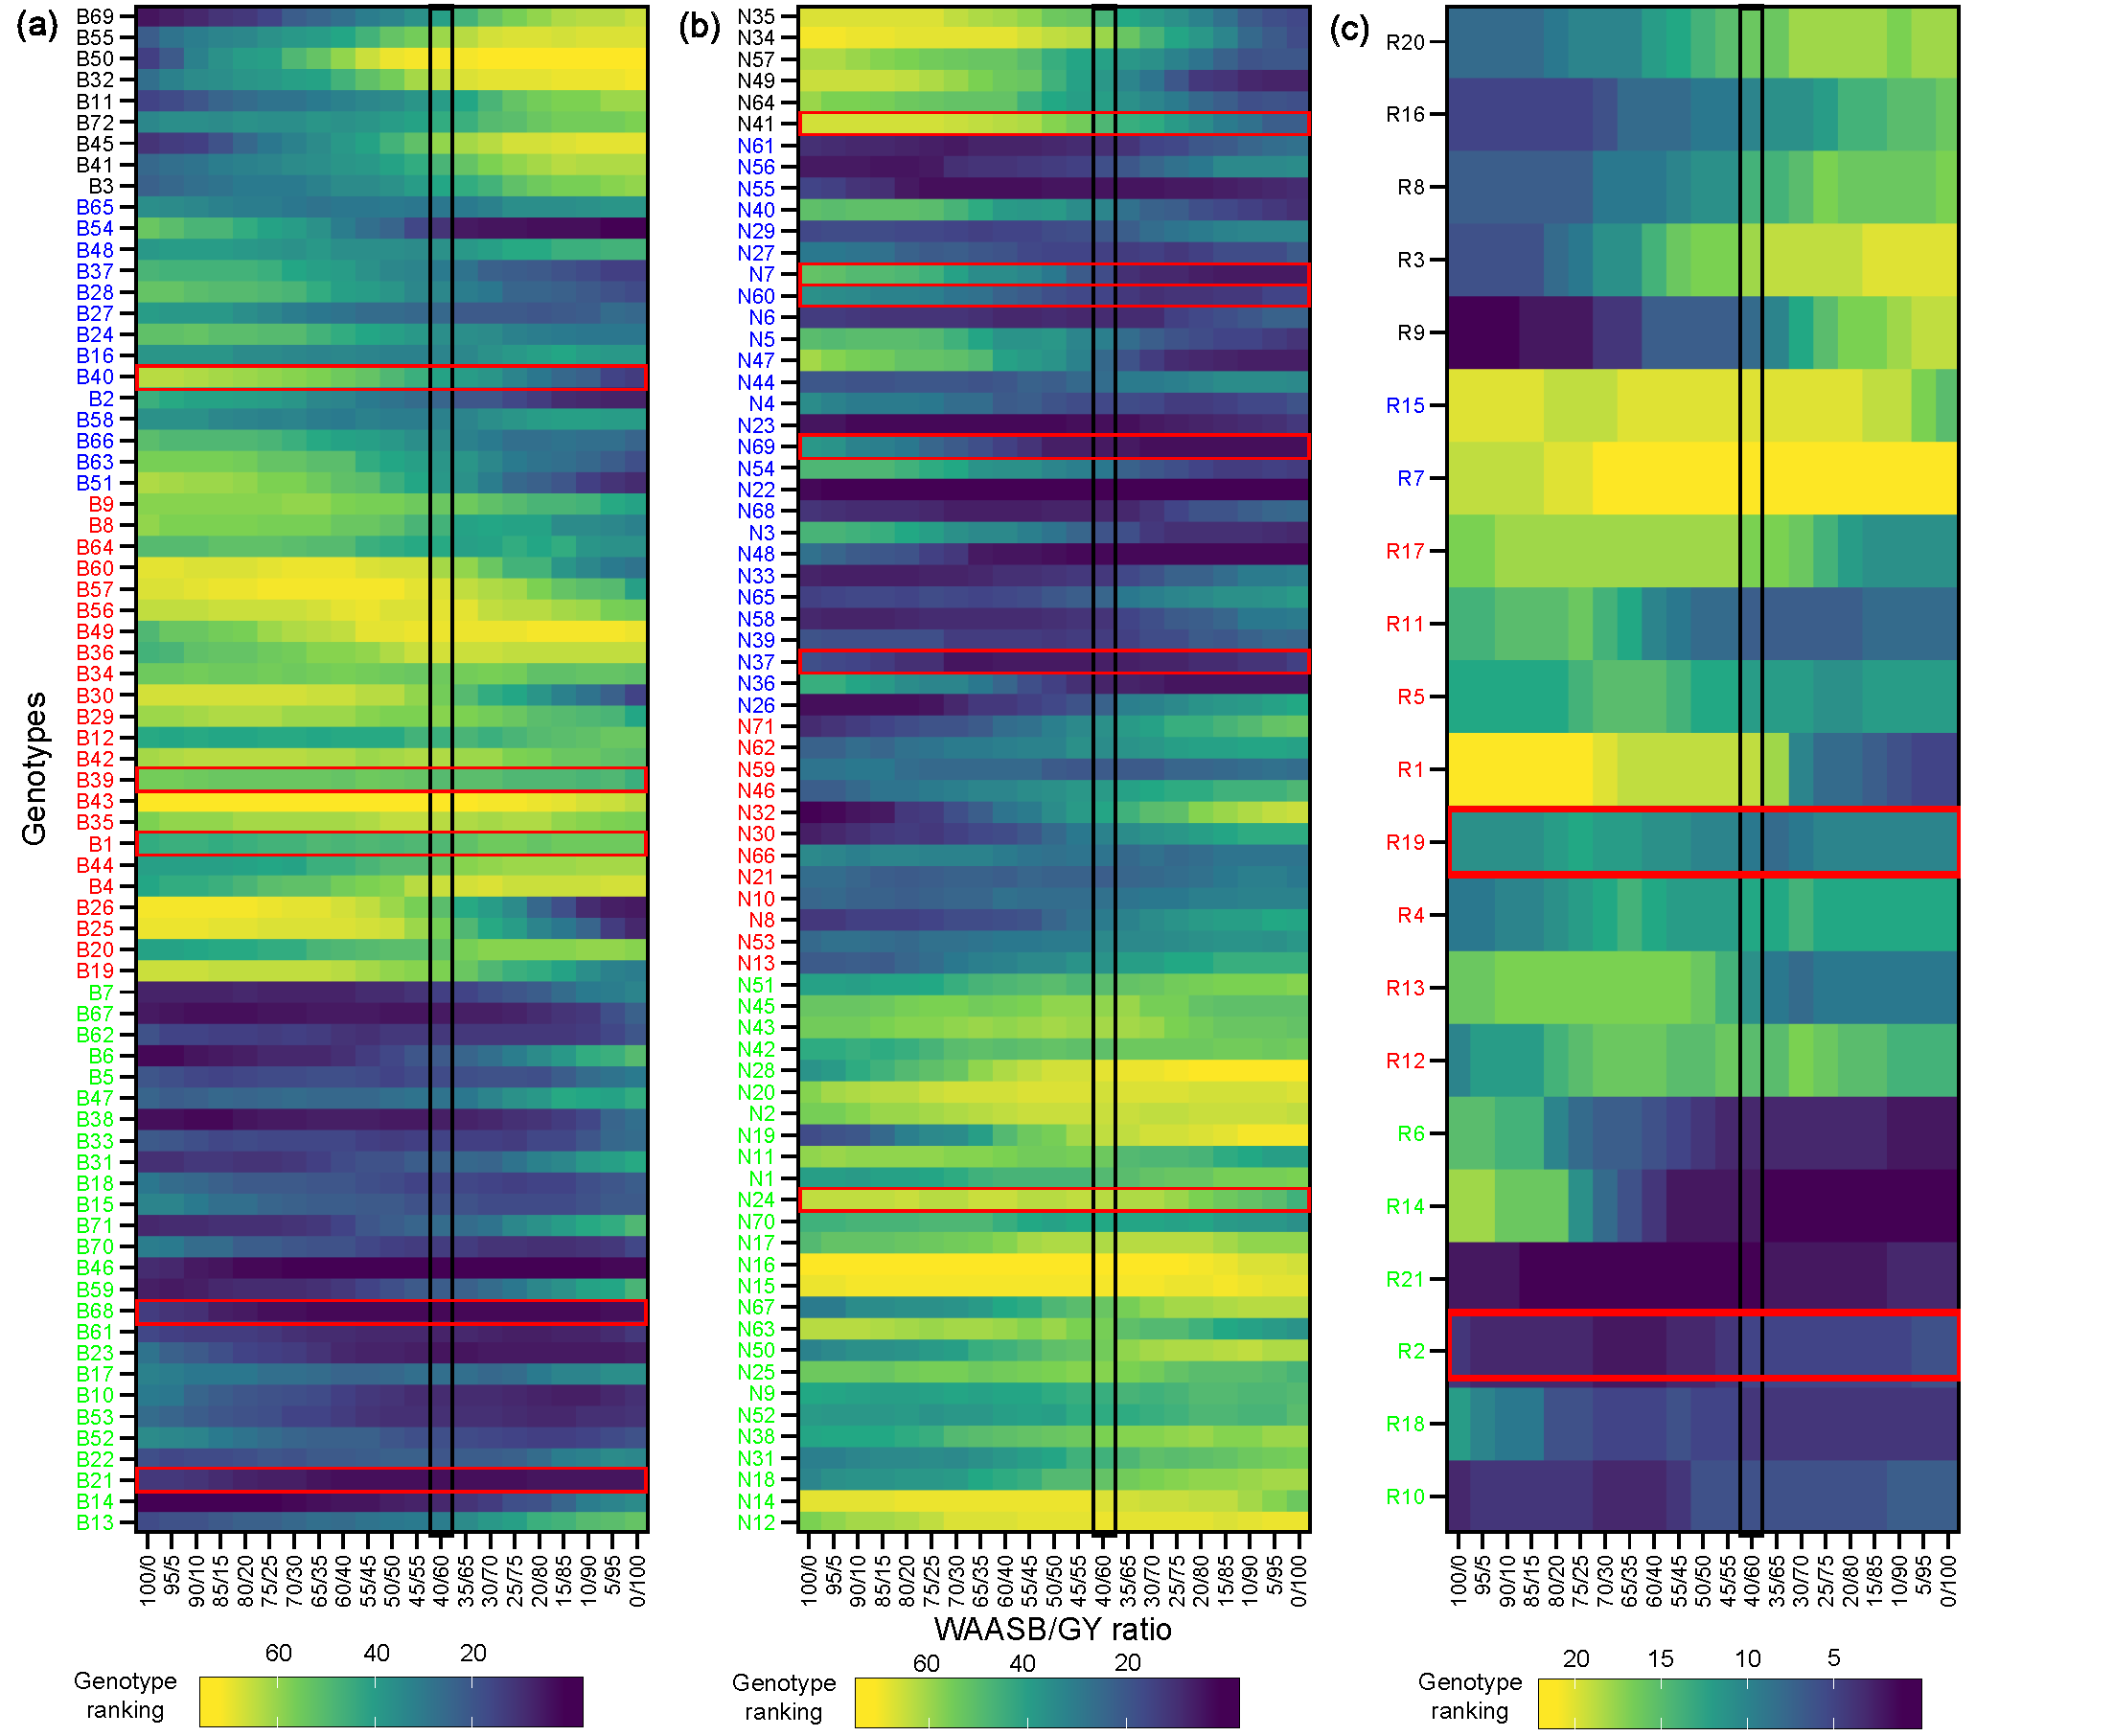 (a)
B69
B55
B50
B32
B11
B72
B45
B41
B3
B65
B54
B48
B37
B28
B27
B24
B16
B40
B2
B58
B66
B63
B51
B9
B8
B64
B60
B57
B56
B49
B36
B34
B30
B29
B12
B42
B39
B43
B35
B1
B44
B4
B26
B25
B20
B19
B7
B67
B62
B6
B5
B47
B38
B33
B31
B18
B15
B71
B70
B46
B59
B68
B61
B23
B17
B10
B53
B52
B22
B21
B14
B13
Genotypes
100/0
95/5
90/10
85/15
80/20
75/25
70/30
65/35
60/40
55/45
50/50
45/55
40/60
35/65
30/70
25/75
20/80
15/85
10/90
5/95
0/100
(b)
N35
N34
N57
N49
N64
N41
N61
N56
N55
N40
N29
N27
N7
N60
N6
N5
N47
N44
N4
N23
N69
N54
N22
N68
N3
N48
N33
N65
N58
N39
N37
N36
N26
N71
N62
N59
N46
N32
N30
N66
N21
N10
N8
N53
N13
N51
N45
N43
N42
N28
N20
N2
N19
N11
N1
N24
N70
N17
N16
N15
N67
N63
N50
N25
N9
N52
N38
N31
N18
N14
N12
100/0
95/5
90/10
85/15
80/20
75/25
70/30
65/35
60/40
55/45
50/50
45/55
40/60
35/65
30/70
25/75
20/80
15/85
10/90
5/95
0/100
WAASB/GY ratio
(c)
R20
R16
R8
R3
R9
R15
R7
R17
R11
R5
R1
R19
R4
R13
R12
R6
R14
R21
R2
R18
R10
100/0
95/5
90/10
85/15
80/20
75/25
70/30
65/35
60/40
55/45
50/50
45/55
40/60
35/65
30/70
25/75
20/80
15/85
10/90
5/95
0/100
60 40 20
Genotype
ranking
60 40 20
Genotype
ranking
20 15 10 5
Genotype
ranking